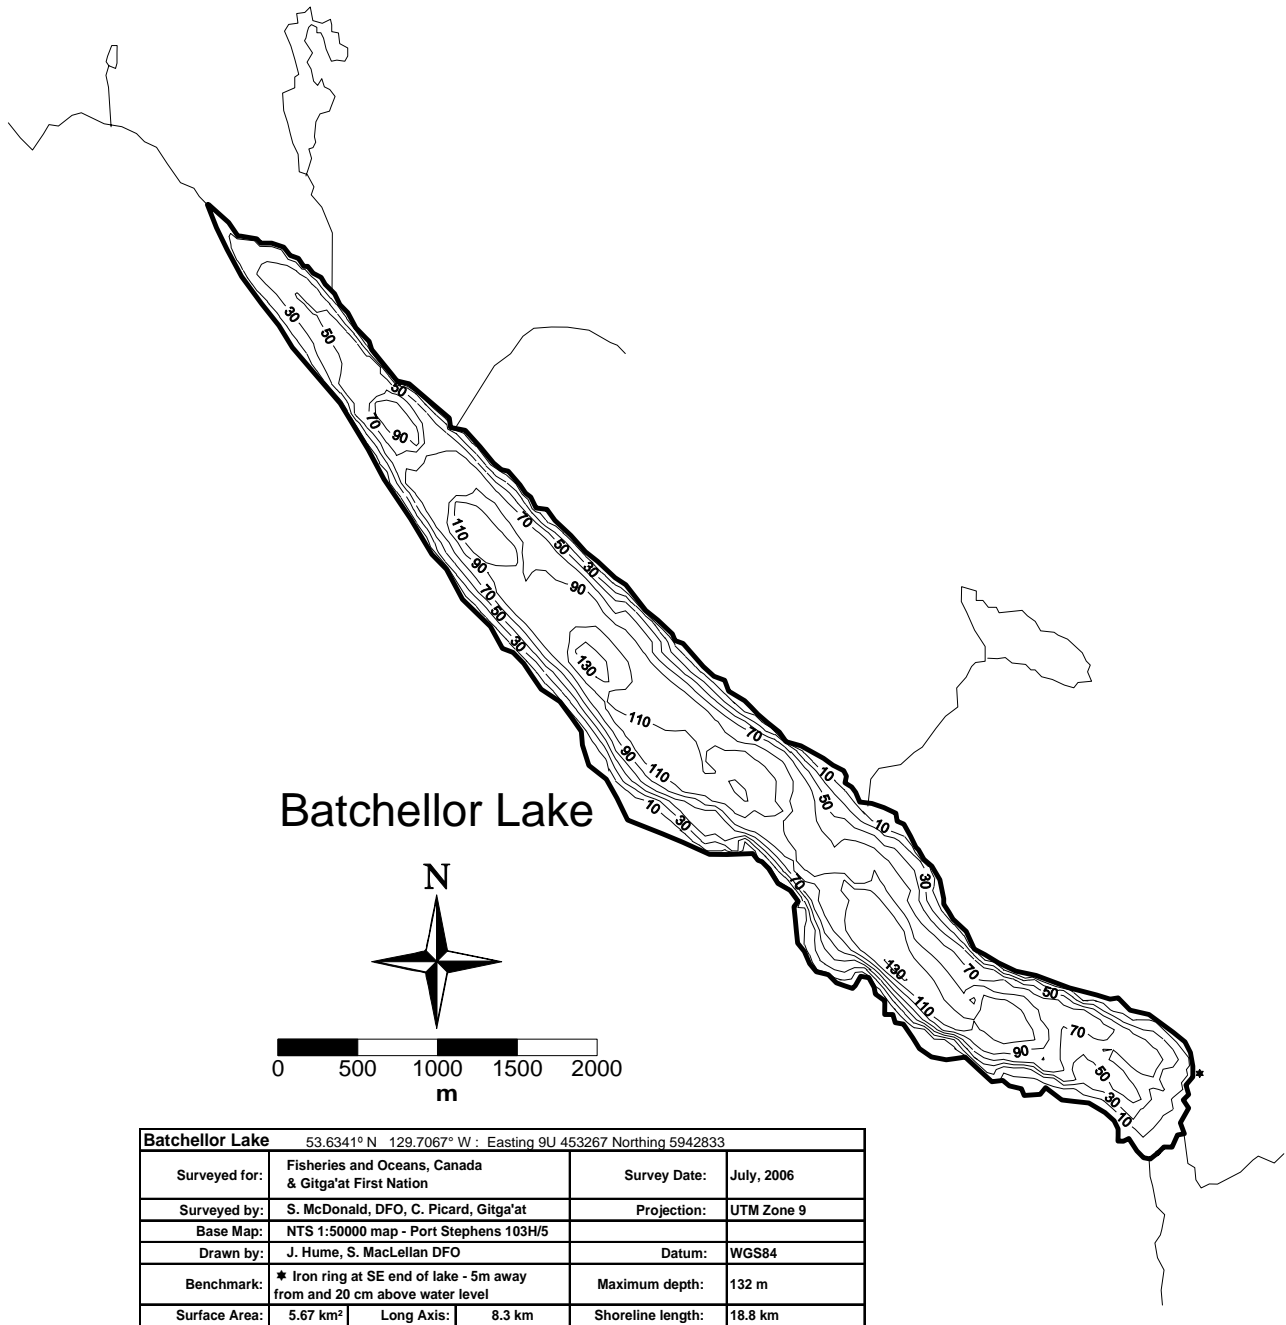 30
50
50
70
90
110
90
70
50
30
70
50
30
90
130
110
90
110
10
30
70
10
50
10
70
30
130
110
70
50
90
70
50
30
10
Batchellor Lake
N
0 500 1000 1500 2000
m
Batchellor Lake 53.6341º N 129.7067° W : Easting 9U 453267 Northing 5942833
Surveyed for: Fisheries and Oceans, Canada
& Gitga'at First Nation
Survey Date: July, 2006
Surveyed by: S. McDonald, DFO, C. Picard, Gitga'at Projection: UTM Zone 9
Base Map: NTS 1:50000 map - Port Stephens 103H/5
Drawn by: J. Hume, S. MacLellan DFO Datum: WGS84
Benchmark: Iron ring at SE end of lake - 5m away
from and 20 cm above water level
Maximum depth: 132 m
Surface Area: 5.67 km² Long Axis: 8.3 km Shoreline length: 18.8 km